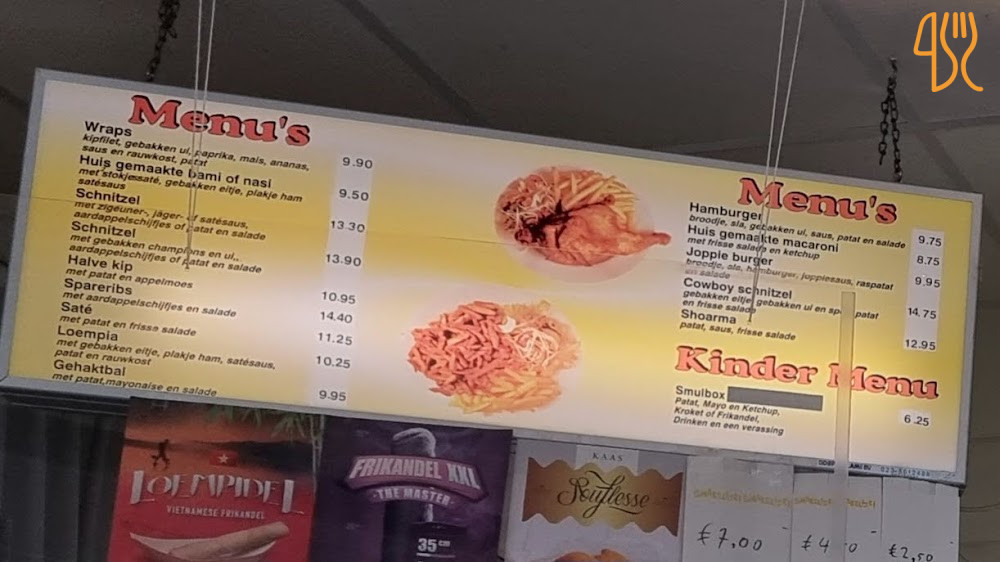 Menu's
Wraps
kipfilet, gebakken ui, paprika, mais, ananas,
saus en rauwkost, patat
9.90
Huis gemaakte bami of nasi
met stokjessaté, gebakken eitje, plakje ham
satésaus
9.50
Schnitzel
met zigeuner-, jäger- of satésaus,
aardappelschijfjes of patat en salade
13.30
Schnitzel
met gebakken champions en ui,.
aardappelschijfjes of patat en salade
13.90
Halve kip
met patat en appelmoes
10.95
Spareribs
met aardappelschijfjes en salade
14.40
Saté
met patat en frisse salade
11.25
Loempia
met gebakken eitje, plakje ham, satésaus,
patat en rauwkost
10.25
Gehaktbal
met patat,mayonaise en salade
9.95
Menu's
Hamburger
broodje, sla, gebakken ui, saus, patat en salade
9.75
Huis gemaakte macaroni
met frisse salade en ketchup
8.75
Joppie burger
broodje, sla, hamburger, joppiesaus, raspatat
en salade
9.95
Cowboy schnitzel
gebakken eitje, gebakken ui en patat
en frisse salade
14.75
Shoarma
patat, saus, frisse salade
12.95
Kinder Menu
Smulbox
Patat, Mayo en Ketchup,
Kroket of Frikandel,
Drinken en een verassing
6.25
LOEMPIDEL
VIETNAMESE FRIKANDEL
FRIKANDEL XXL
-THE MASTER-
35 CM
KAAS
Souflesse
€ 7,00
€ 4
€ 2,50